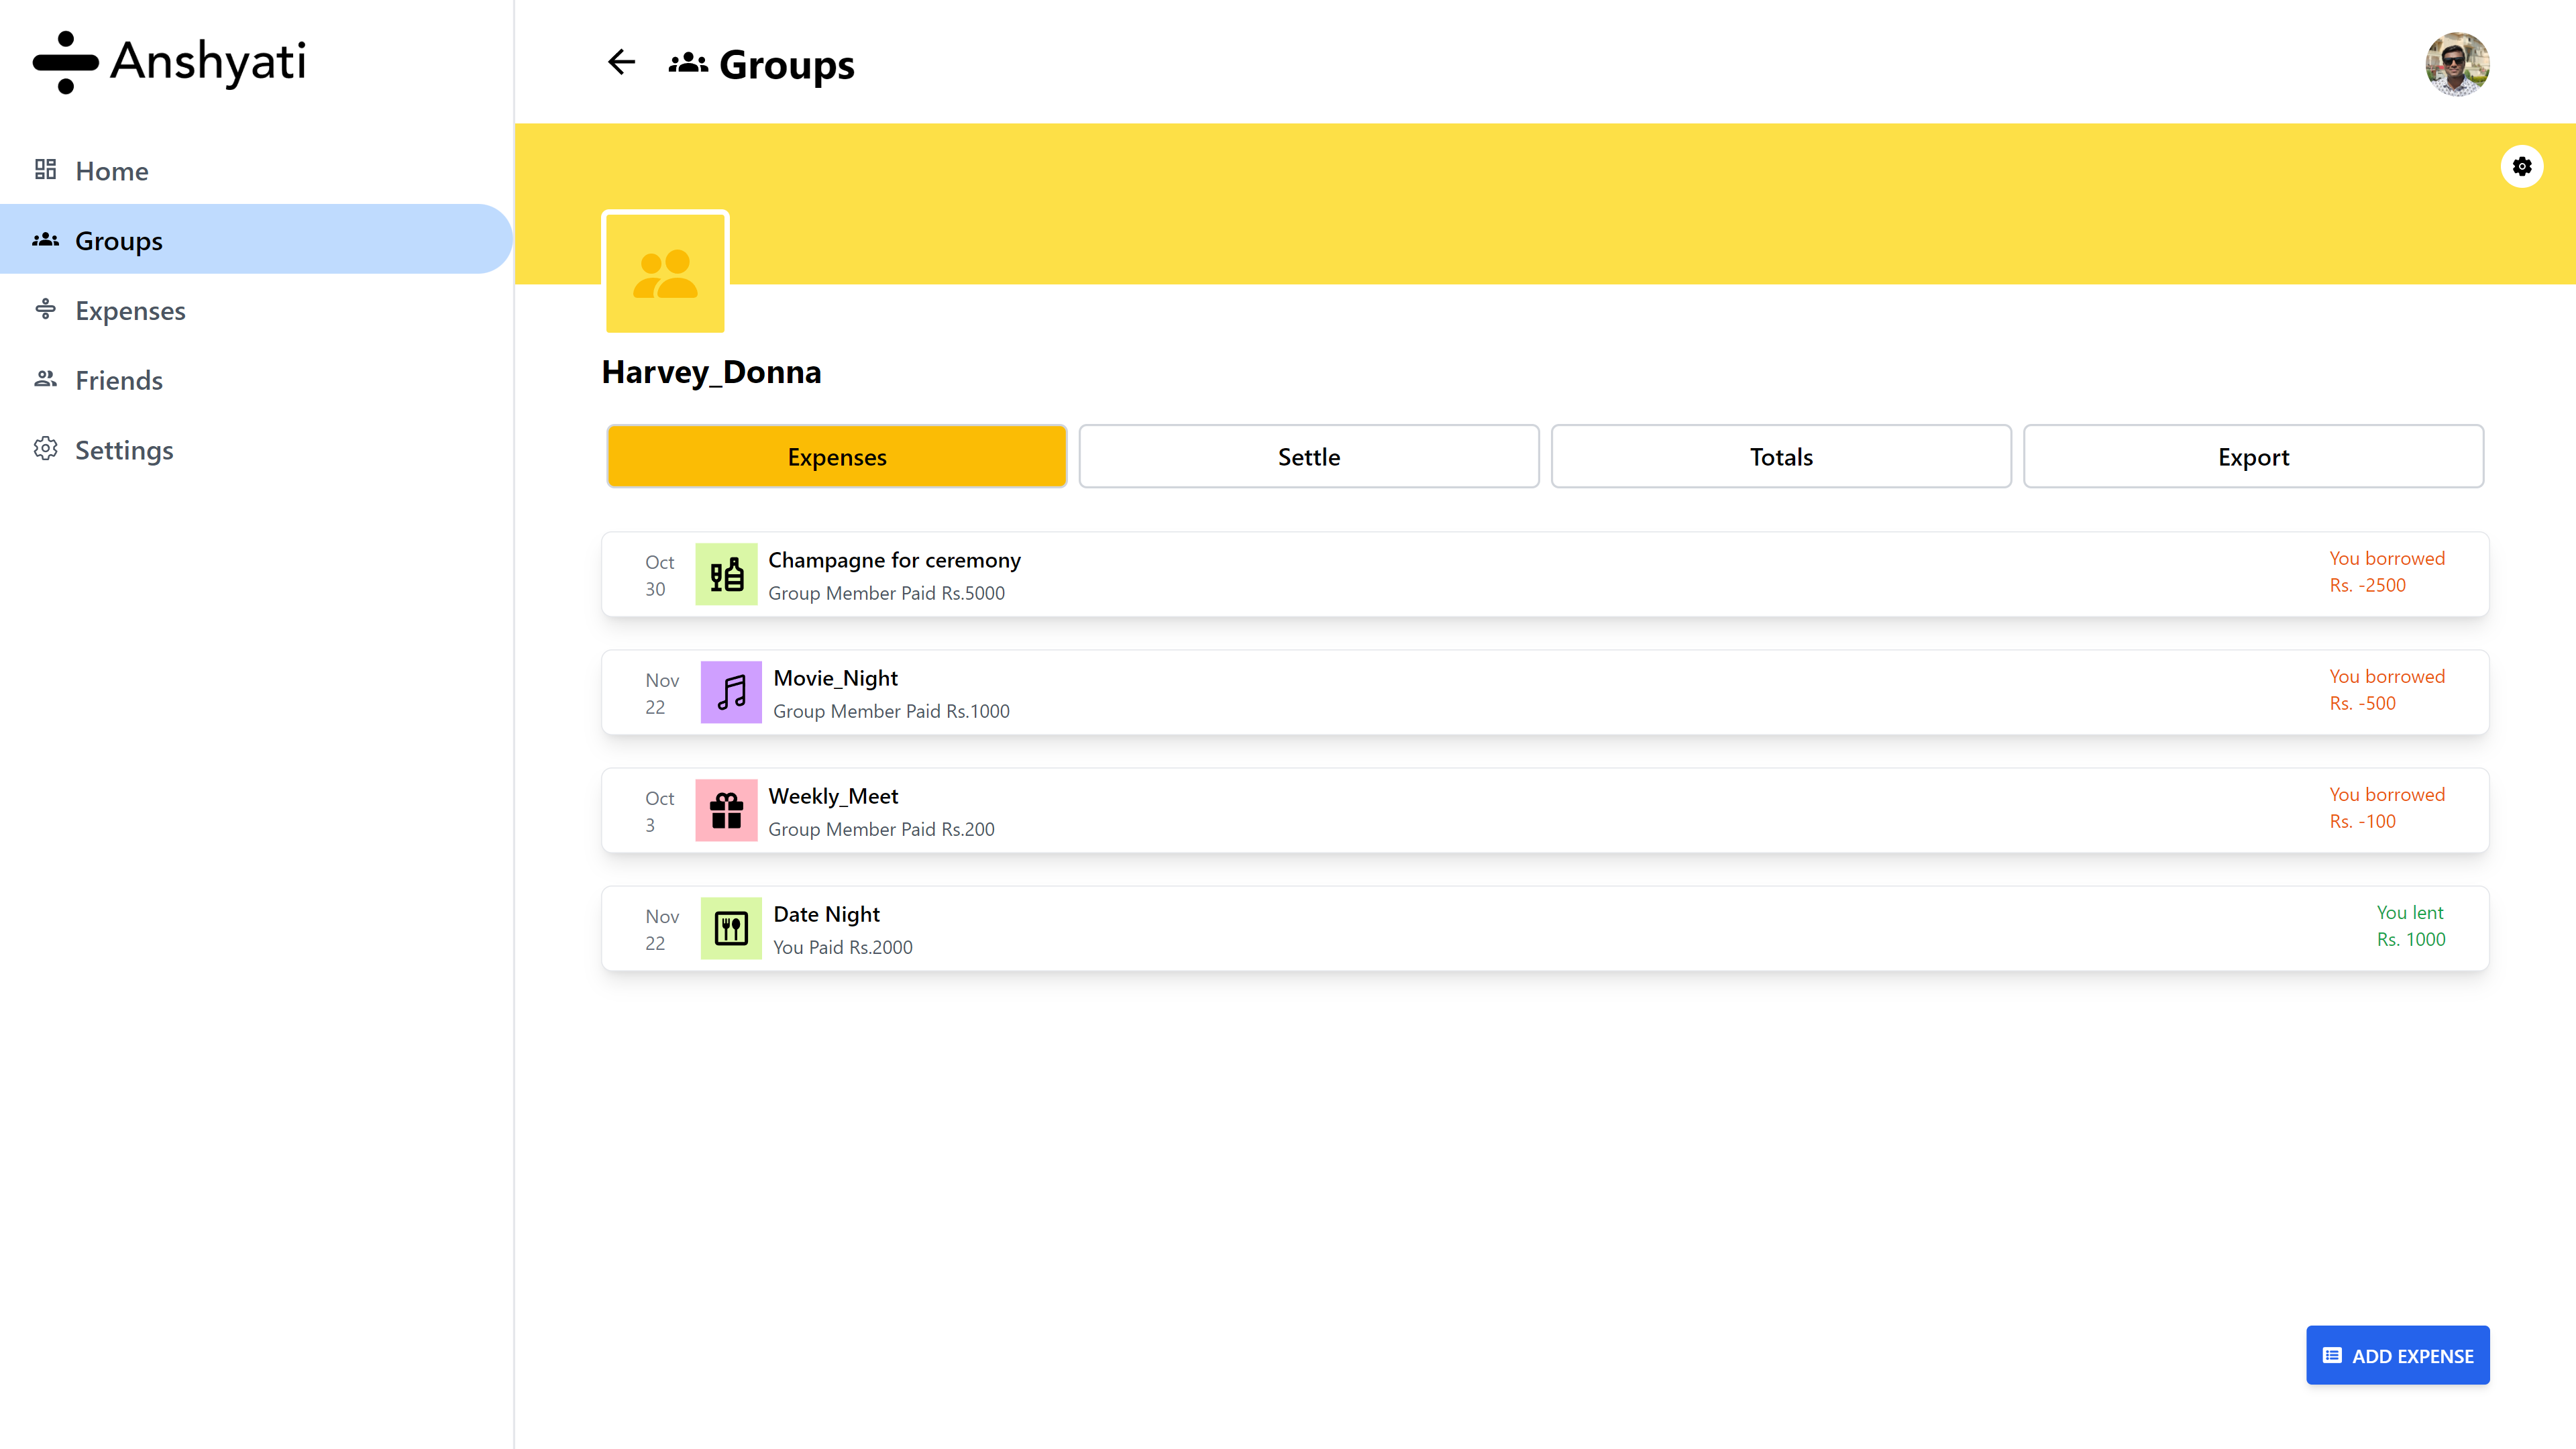 Anshyati
Home
Groups
Expenses
Friends
Settings
Groups
Harvey_Donna
Expenses
Settle
Totals
Export
Oct
30
Champagne for ceremony
Group Member Paid Rs.5000
You borrowed
Rs. -2500
Nov
22
Movie_Night
Group Member Paid Rs.1000
You borrowed
Rs. -500
Oct
3
Weekly_Meet
Group Member Paid Rs.200
You borrowed
Rs. -100
Nov
22
Date Night
You Paid Rs.2000
You lent
Rs. 1000
ADD EXPENSE